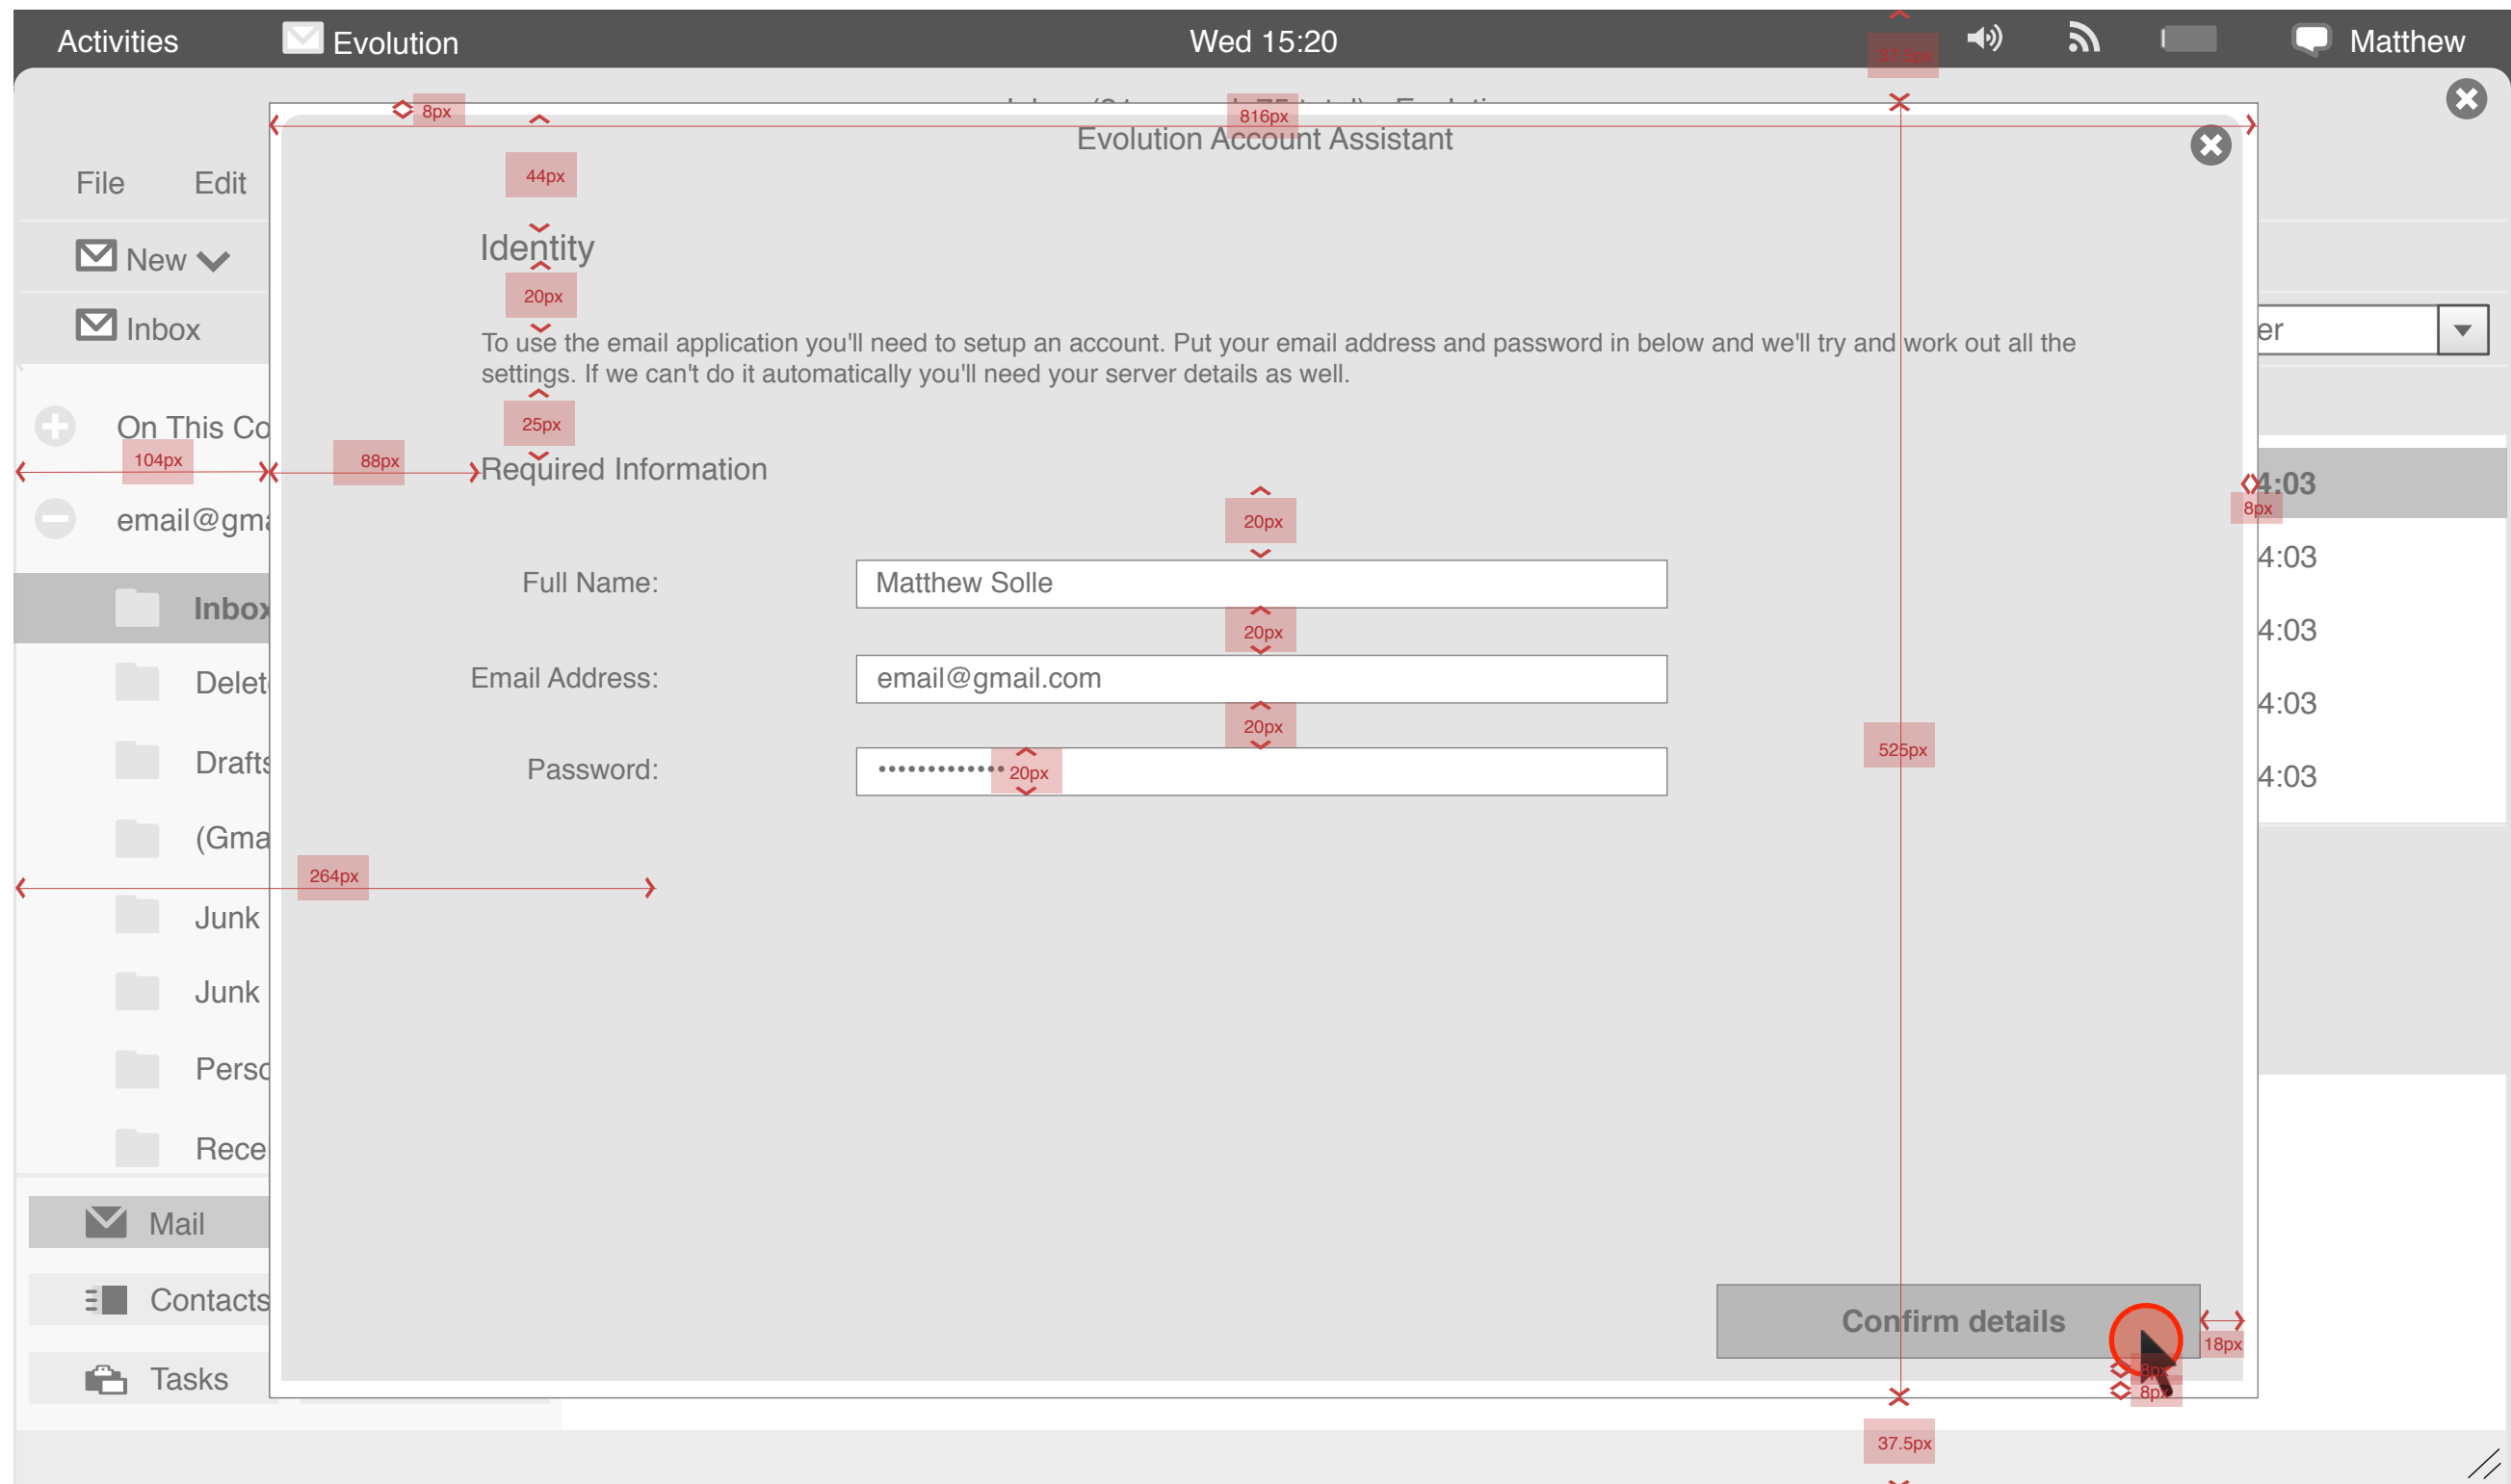 Activities
Evolution
Wed 15:20
37.5px
Matthew
8px
816px
Evolution Account Assistant
File
Edit
44px
Identity
New
20px
Inbox
er
To use the email application you'll need to setup an account. Put your email address and password in below and we'll try and work out all the
settings. If we can't do it automatically you'll need your server details as well.
On This Co
25px
104px
88px
Required Information
4:03
8px
email@gma
20px
4:03
Full Name:
Matthew Solle
Inbox
20px
4:03
Delet
Email Address:
email@gmail.com
4:03
20px
Drafts
Password:
•••••••••••••
20px
525px
4:03
(Gma
264px
Junk
Junk
Perso
Rece
Mail
Contacts
Confirm details
18px
Tasks
8px
8px
37.5px